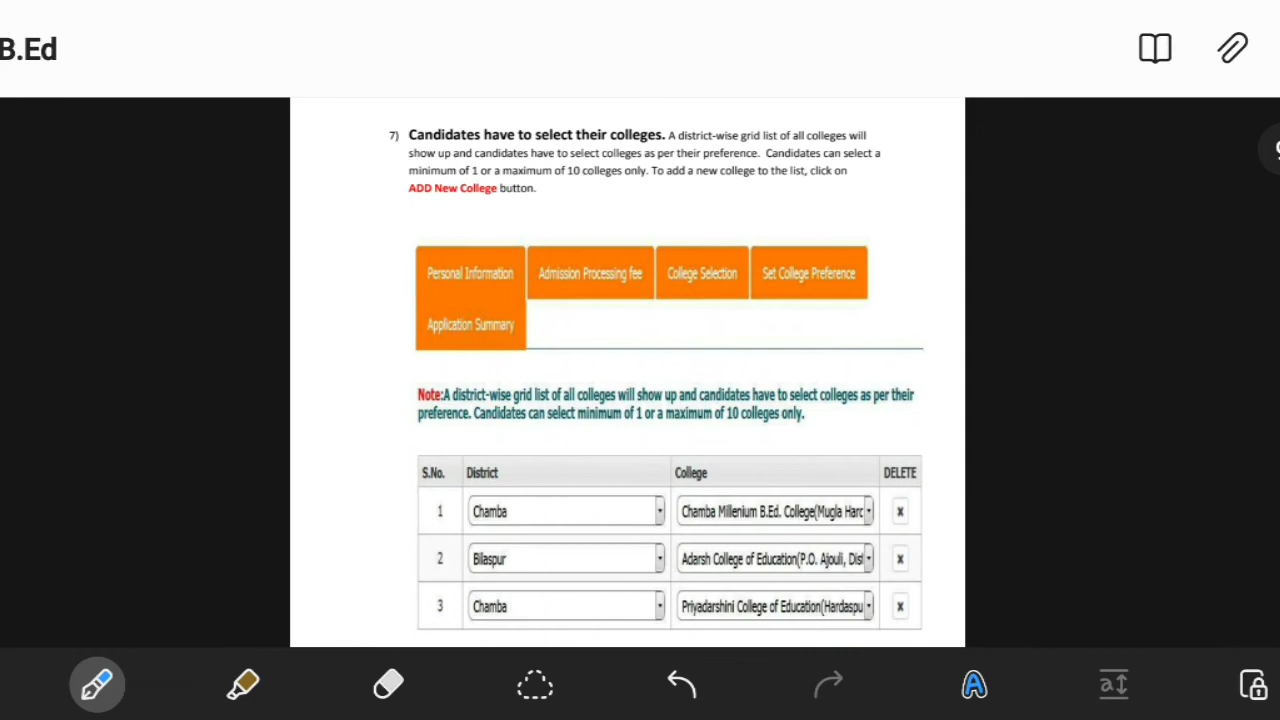 B.Ed
7) Candidates have to select their colleges. A district-wise grid list of all colleges will
show up and candidates have to select colleges as per their preference. Candidates can select a
minimum of 1 or a maximum of 10 colleges only. To add a new college to the list, click on
ADD New College button.
Personal Information Admission Processing fee College Selection Set College Preference
Application Summary
Note:A district-wise grid list of all colleges will show up and candidates have to select colleges as per their
preference. Candidates can select minimum of 1 or a maximum of 10 colleges only.
S.No. District College DELETE
1 Chamba Chamba Millenium B.Ed. College(Mugla Harc x
2 Bilaspur Adarsh College of Education(P.O. Ajouli, Dist x
3 Chamba Priyadarshini College of Education(Hardaspu x